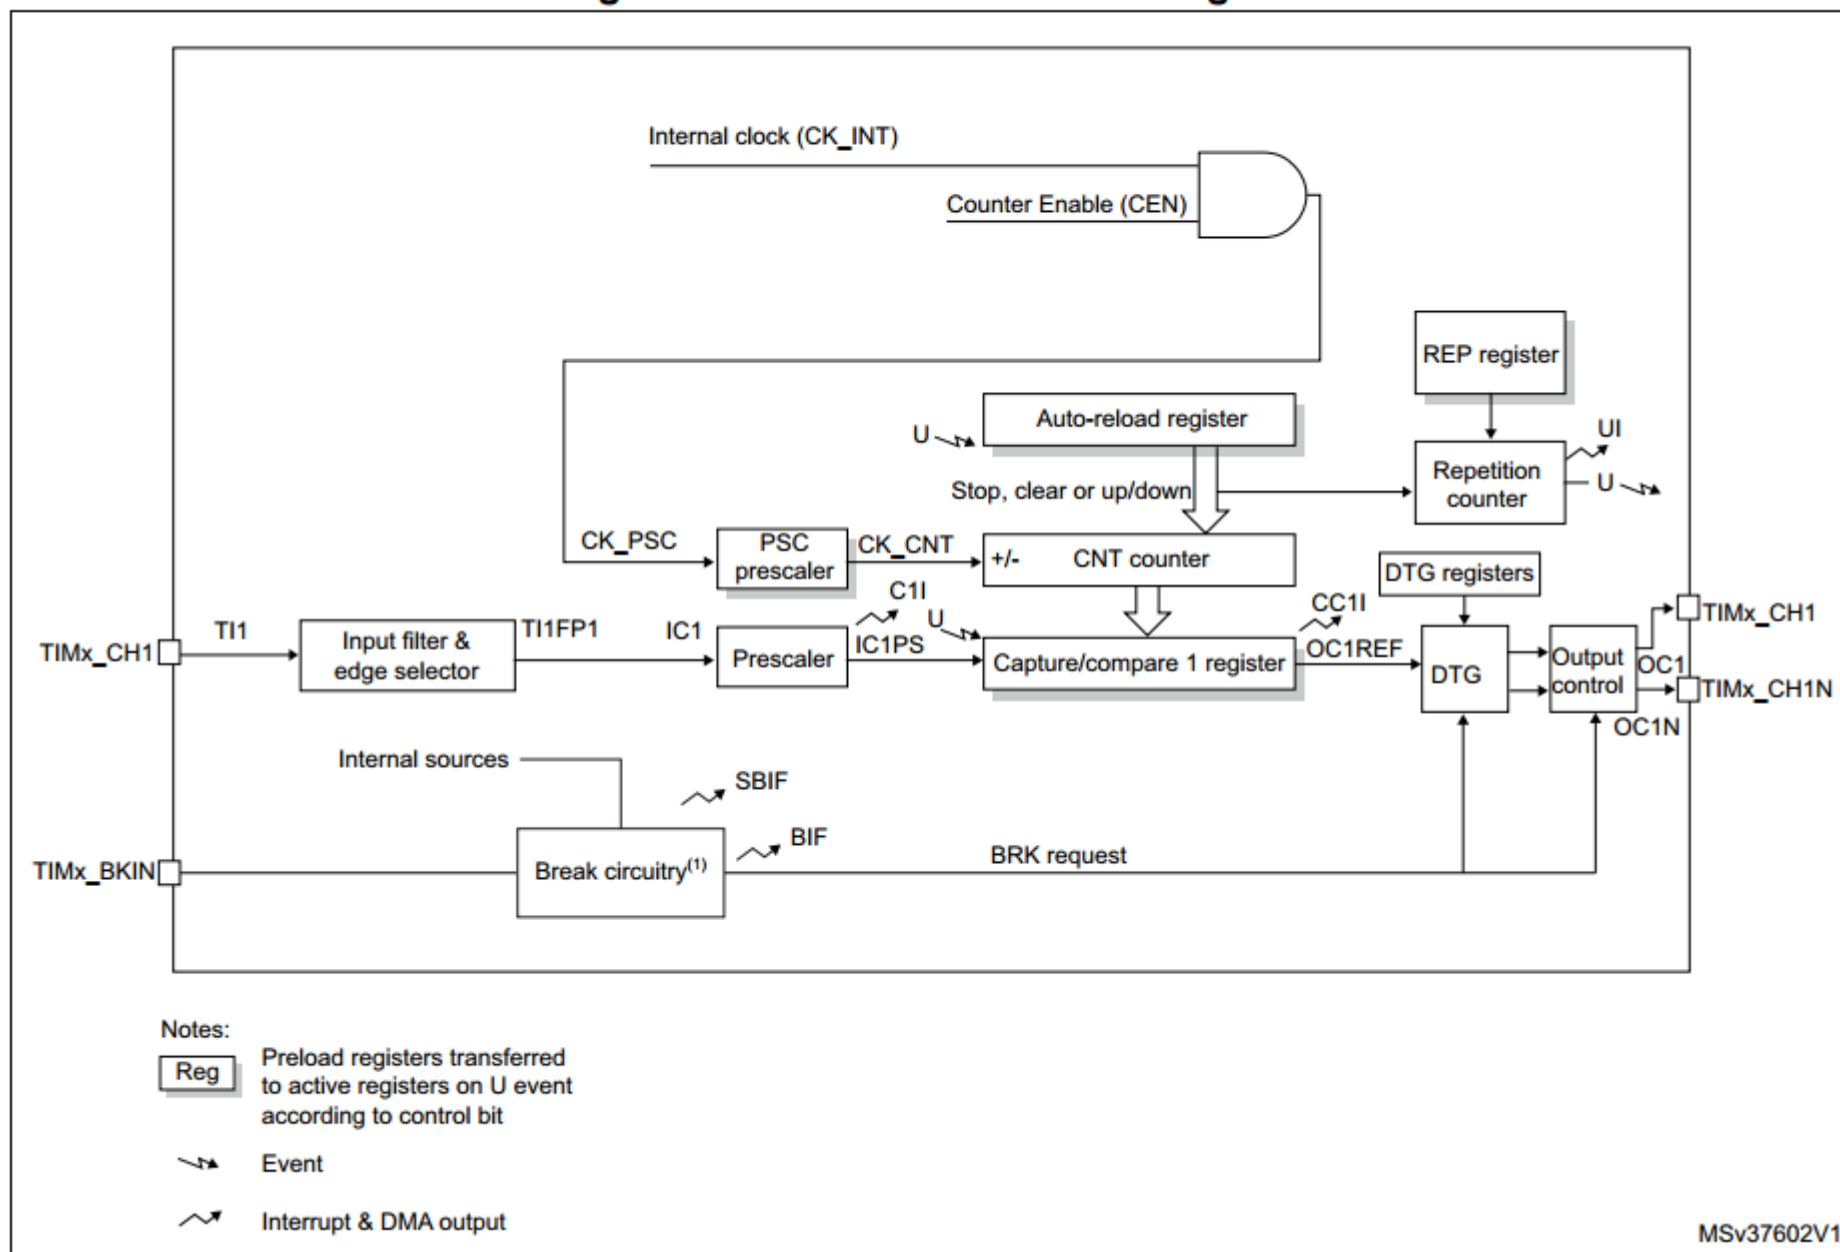 Internal clock (CK_INT)
Counter Enable (CEN)
REP register
Auto-reload register
U
UI
Repetition
counter
U
Stop, clear or up/down
CK_PSC
PSC
prescaler
CK_CNT
+/-
CNT counter
DTG registers
TIMx_CH1
TI1
Input filter &
edge selector
TI1FP1
IC1
Prescaler
C1I
IC1PS
U
Capture/compare 1 register
CC1I
OC1REF
DTG
Output
control
OC1
TIMx_CH1
TIMx_CH1N
OC1N
Internal sources
SBIF
BIF
TIMx_BKIN
Break circuitry(1)
BRK request
Notes:
Reg
Preload registers transferred
to active registers on U event
according to control bit
Event
Interrupt & DMA output
MSv37602V1